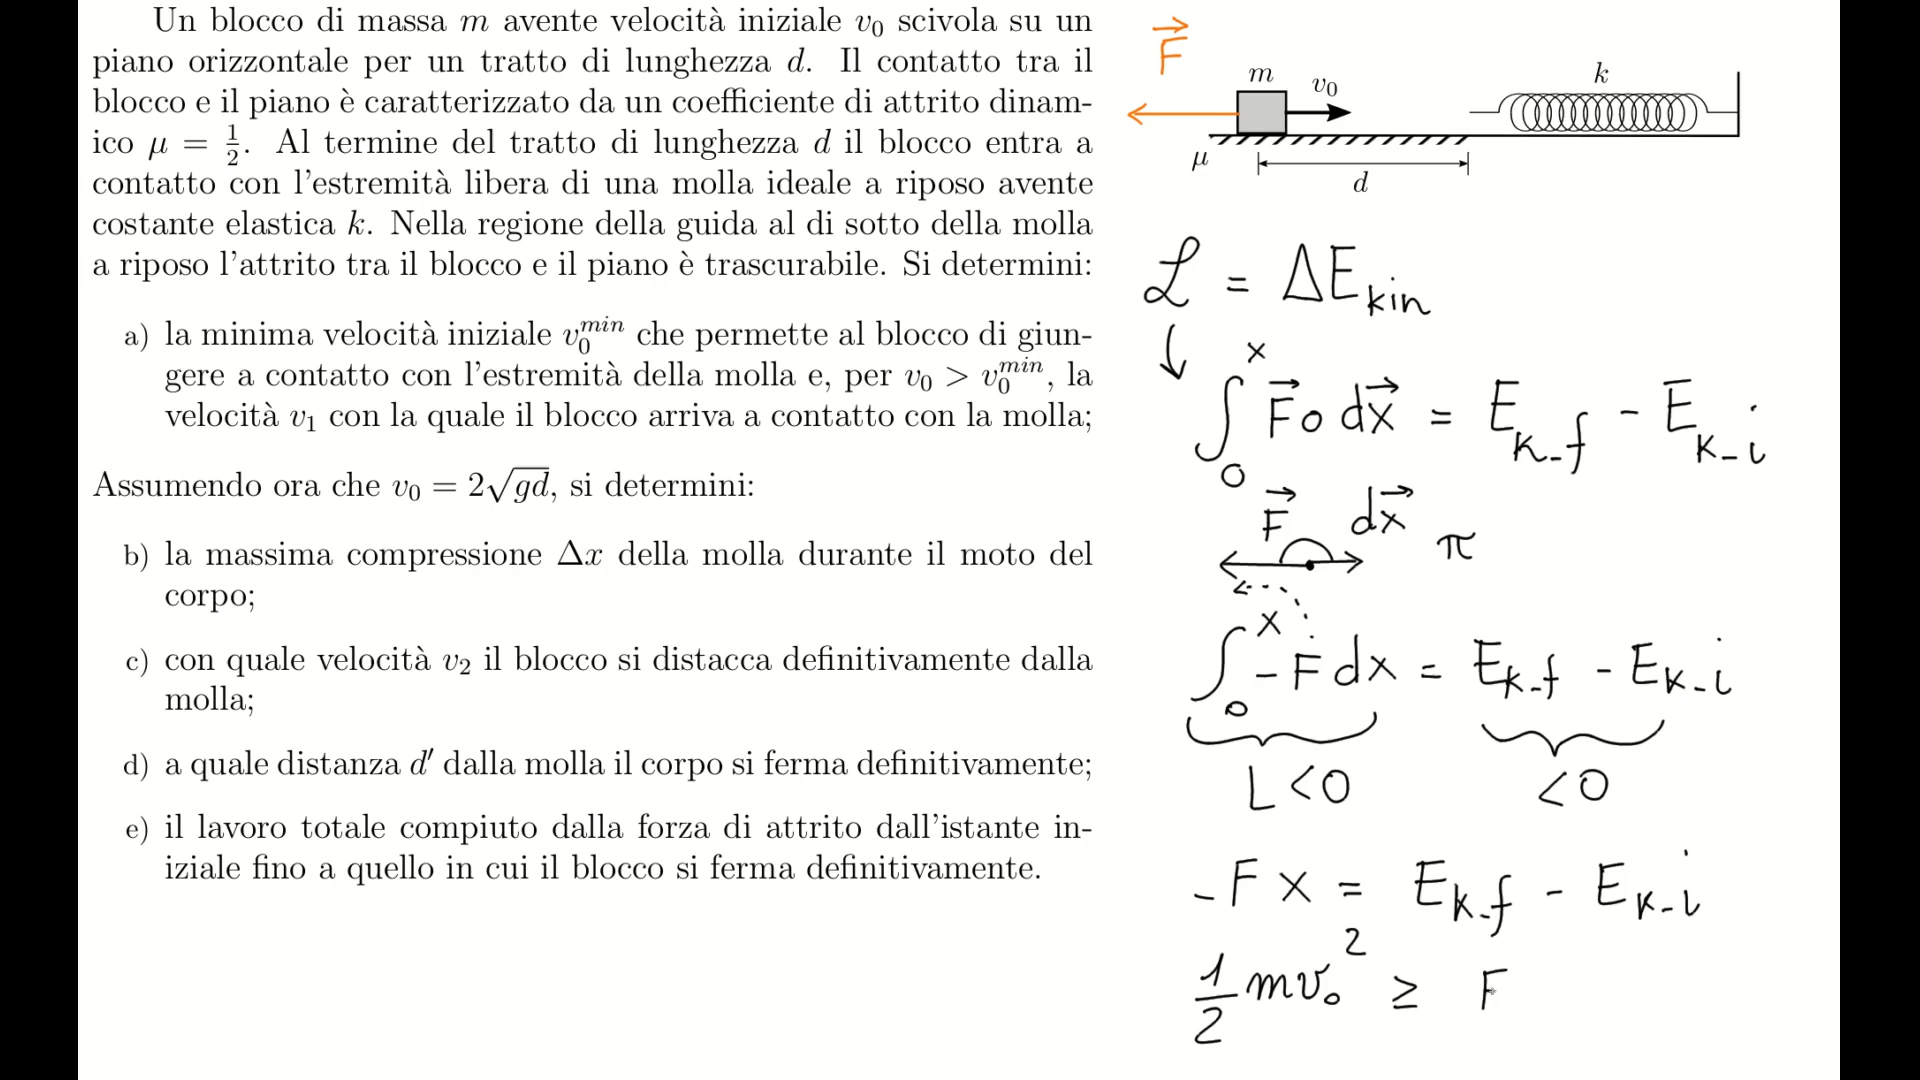 Un blocco di massa m avente velocità iniziale v₀ scivola su un
piano orizzontale per un tratto di lunghezza d. Il contatto tra il
blocco e il piano è caratterizzato da un coefficiente di attrito dinam-
ico μ = 1/2. Al termine del tratto di lunghezza d il blocco entra a
contatto con l'estremità libera di una molla ideale a riposo avente
costante elastica k. Nella regione della guida al di sotto della molla
a riposo l'attrito tra il blocco e il piano è trascurabile. Si determini:
a) la minima velocità iniziale v₀^min che permette al blocco di giun-
gere a contatto con l'estremità della molla e, per v₀ > v₀^min, la
velocità v₁ con la quale il blocco arriva a contatto con la molla;
Assumendo ora che v₀ = 2√gd, si determini:
b) la massima compressione Δx della molla durante il moto del
corpo;
c) con quale velocità v₂ il blocco si distacca definitivamente dalla
molla;
d) a quale distanza d′ dalla molla il corpo si ferma definitivamente;
e) il lavoro totale compiuto dalla forza di attrito dall'istante in-
iziale fino a quello in cui il blocco si ferma definitivamente.
F⃗
m v₀ k
μ d
ℒ = ΔE_kin
∫₀ˣ F⃗ ∘ dx⃗ = E_k-f - E_k-i
F⃗ dx⃗ π
∫₀ˣ -F dx = E_k-f - E_k-i
L < 0 < 0
-F x = E_k-f - E_k-i
1/2 mv₀² ≥ F